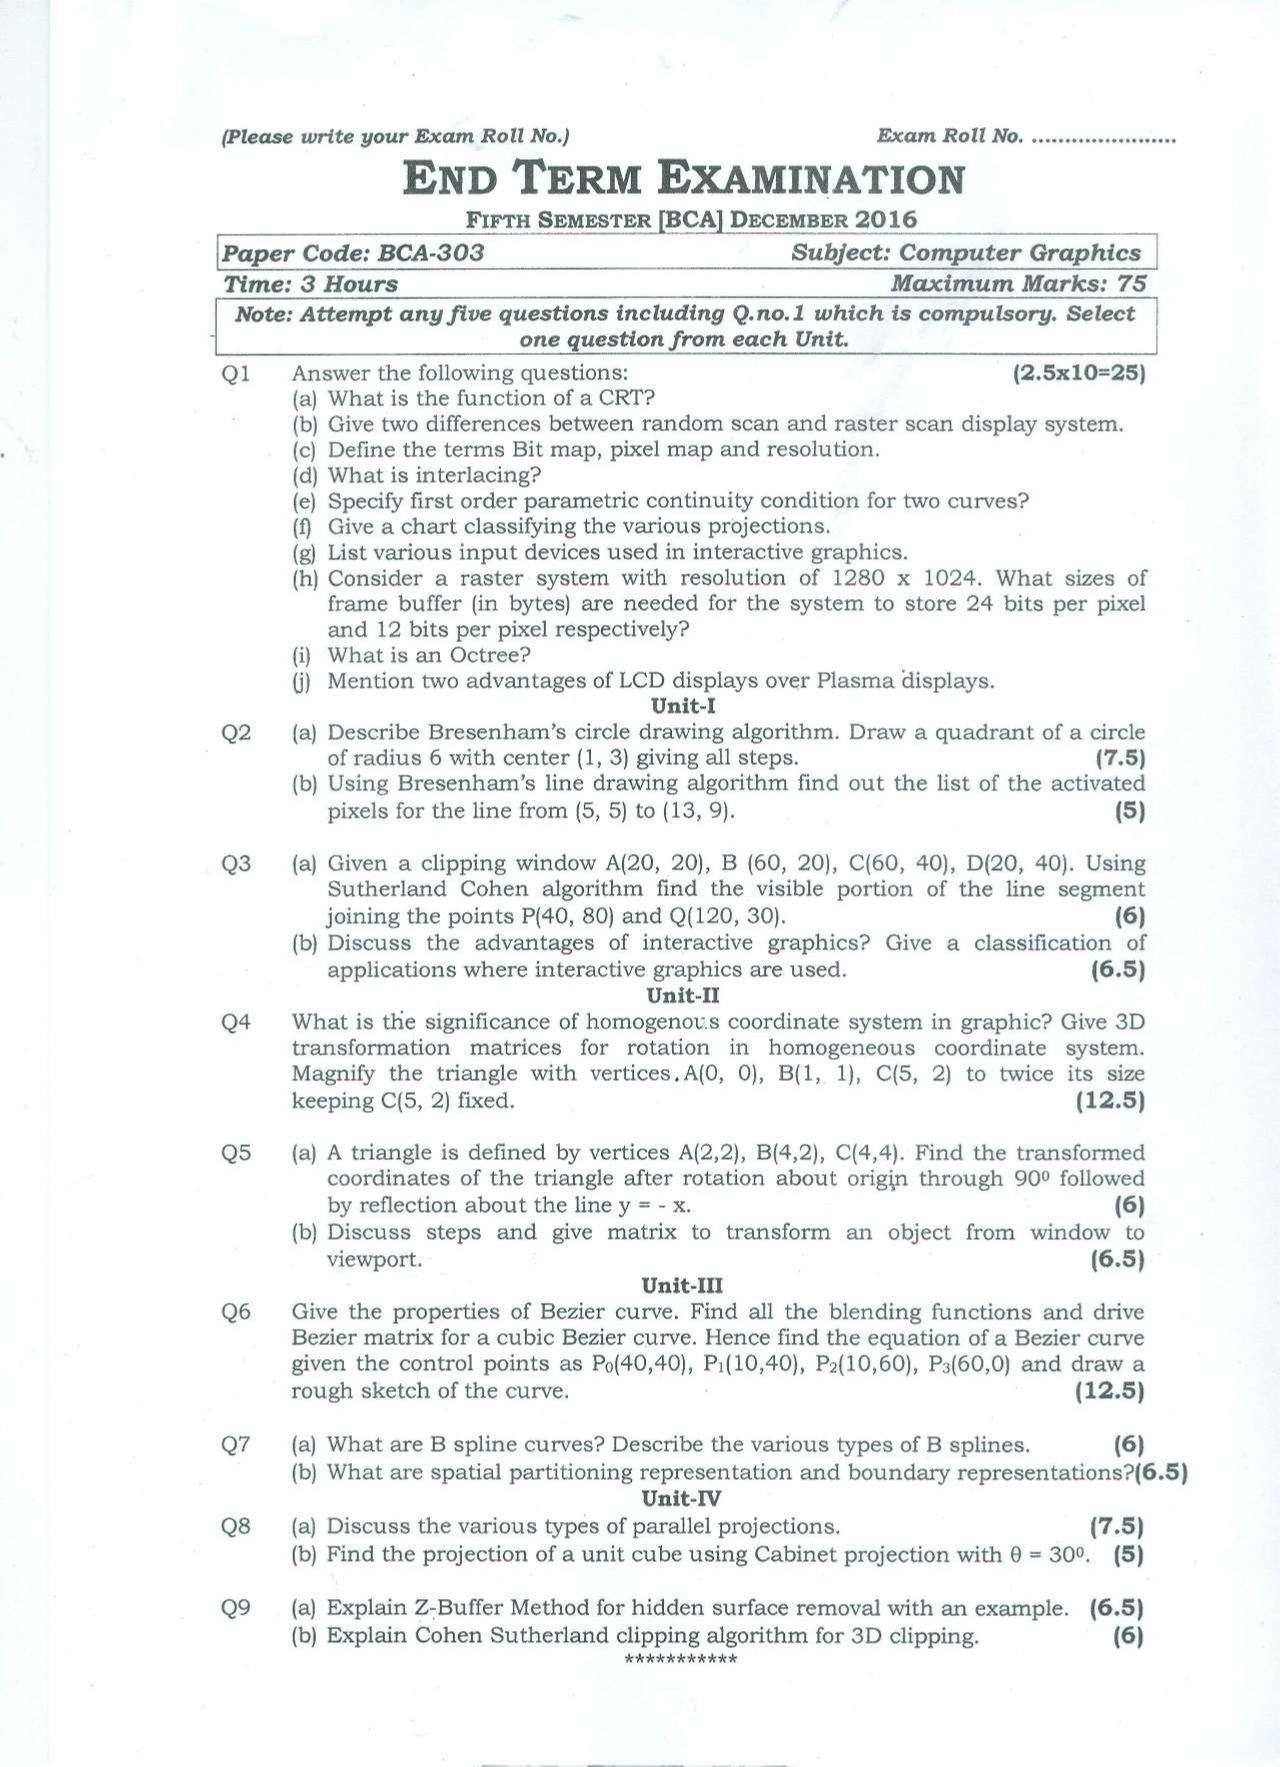 (Please write your Exam Roll No.) Exam Roll No. ......................
END TERM EXAMINATION
FIFTH SEMESTER [BCA] DECEMBER 2016
Paper Code: BCA-303 Subject: Computer Graphics
Time: 3 Hours Maximum Marks: 75
Note: Attempt any five questions including Q.no.1 which is compulsory. Select
one question from each Unit.
Q1 Answer the following questions: (2.5x10=25)
(a) What is the function of a CRT?
(b) Give two differences between random scan and raster scan display system.
(c) Define the terms Bit map, pixel map and resolution.
(d) What is interlacing?
(e) Specify first order parametric continuity condition for two curves?
(f) Give a chart classifying the various projections.
(g) List various input devices used in interactive graphics.
(h) Consider a raster system with resolution of 1280 x 1024. What sizes of
frame buffer (in bytes) are needed for the system to store 24 bits per pixel
and 12 bits per pixel respectively?
(i) What is an Octree?
(j) Mention two advantages of LCD displays over Plasma displays.
Unit-I
Q2 (a) Describe Bresenham's circle drawing algorithm. Draw a quadrant of a circle
of radius 6 with center (1, 3) giving all steps. (7.5)
(b) Using Bresenham's line drawing algorithm find out the list of the activated
pixels for the line from (5, 5) to (13, 9). (5)
Q3 (a) Given a clipping window A(20, 20), B (60, 20), C(60, 40), D(20, 40). Using
Sutherland Cohen algorithm find the visible portion of the line segment
joining the points P(40, 80) and Q(120, 30). (6)
(b) Discuss the advantages of interactive graphics? Give a classification of
applications where interactive graphics are used. (6.5)
Unit-II
Q4 What is the significance of homogenous coordinate system in graphic? Give 3D
transformation matrices for rotation in homogeneous coordinate system.
Magnify the triangle with vertices A(0, 0), B(1, 1), C(5, 2) to twice its size
keeping C(5, 2) fixed. (12.5)
Q5 (a) A triangle is defined by vertices A(2,2), B(4,2), C(4,4). Find the transformed
coordinates of the triangle after rotation about origin through 90⁰ followed
by reflection about the line y = - x. (6)
(b) Discuss steps and give matrix to transform an object from window to
viewport. (6.5)
Unit-III
Q6 Give the properties of Bezier curve. Find all the blending functions and drive
Bezier matrix for a cubic Bezier curve. Hence find the equation of a Bezier curve
given the control points as P₀(40,40), P₁(10,40), P₂(10,60), P₃(60,0) and draw a
rough sketch of the curve. (12.5)
Q7 (a) What are B spline curves? Describe the various types of B splines. (6)
(b) What are spatial partitioning representation and boundary representations?(6.5)
Unit-IV
Q8 (a) Discuss the various types of parallel projections. (7.5)
(b) Find the projection of a unit cube using Cabinet projection with θ = 30⁰. (5)
Q9 (a) Explain Z-Buffer Method for hidden surface removal with an example. (6.5)
(b) Explain Cohen Sutherland clipping algorithm for 3D clipping. (6)
***********